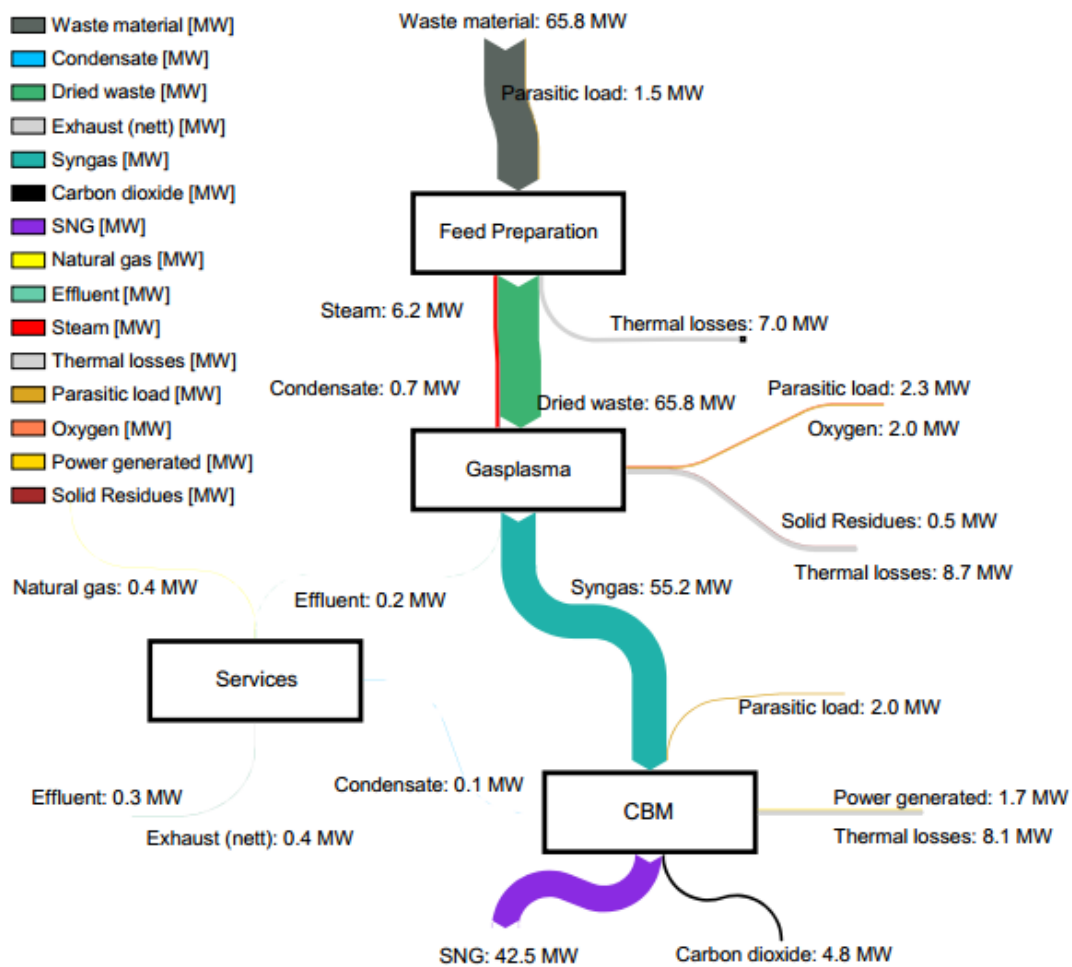 Waste material [MW]
Condensate [MW]
Dried waste [MW]
Exhaust (nett) [MW]
Syngas [MW]
Carbon dioxide [MW]
SNG [MW]
Natural gas [MW]
Effluent [MW]
Steam [MW]
Thermal losses [MW]
Parasitic load [MW]
Oxygen [MW]
Power generated [MW]
Solid Residues [MW]
Waste material: 65.8 MW
Parasitic load: 1.5 MW
Feed Preparation
Steam: 6.2 MW
Thermal losses: 7.0 MW
Condensate: 0.7 MW
Dried waste: 65.8 MW
Parasitic load: 2.3 MW
Oxygen: 2.0 MW
Gasplasma
Solid Residues: 0.5 MW
Thermal losses: 8.7 MW
Natural gas: 0.4 MW
Effluent: 0.2 MW
Syngas: 55.2 MW
Services
Parasitic load: 2.0 MW
Condensate: 0.1 MW
Effluent: 0.3 MW
Exhaust (nett): 0.4 MW
CBM
Power generated: 1.7 MW
Thermal losses: 8.1 MW
SNG: 42.5 MW
Carbon dioxide: 4.8 MW